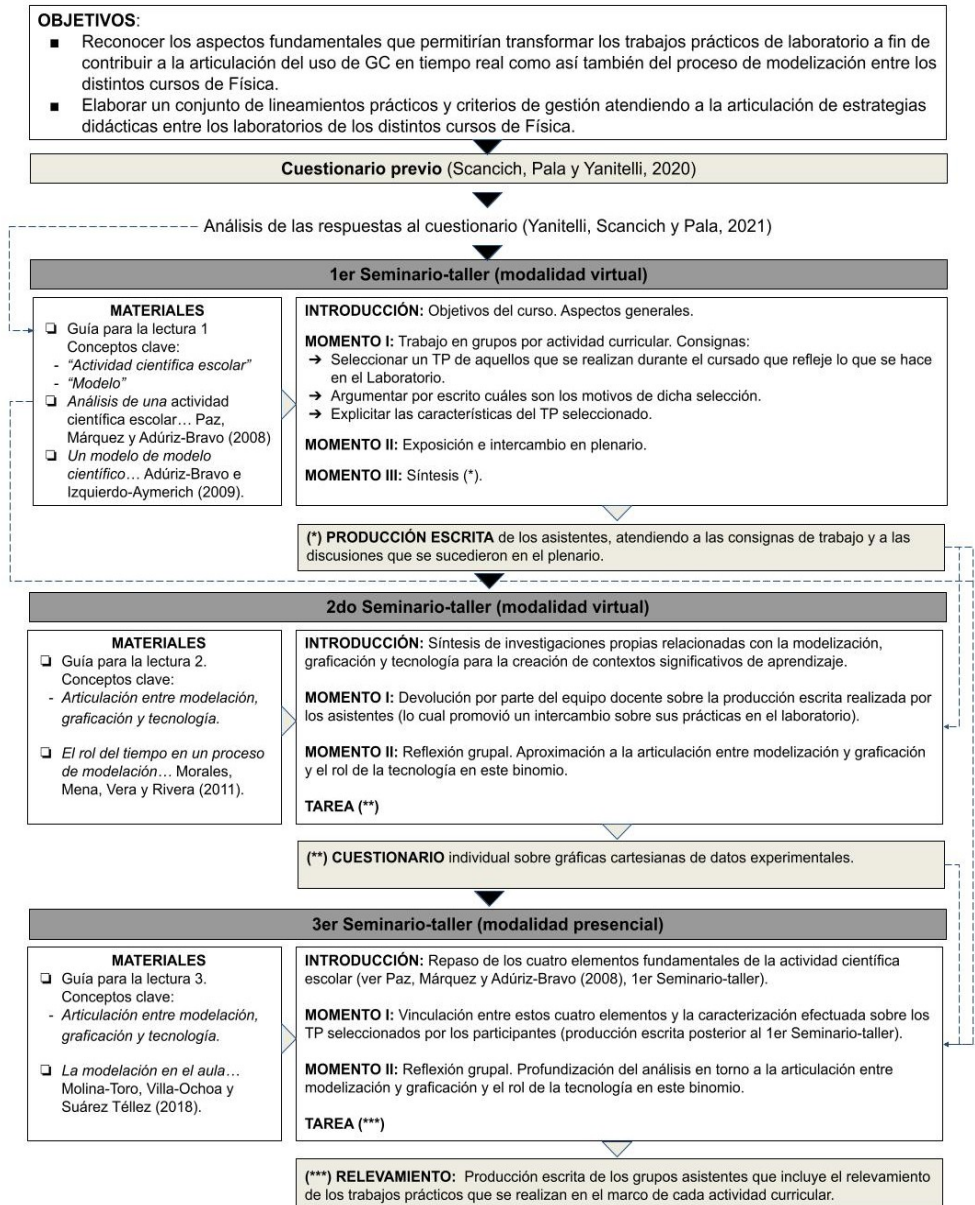 OBJETIVOS:
■ Reconocer los aspectos fundamentales que permitirían transformar los trabajos prácticos de laboratorio a fin de
contribuir a la articulación del uso de GC en tiempo real como así también del proceso de modelización entre los
distintos cursos de Física.
■ Elaborar un conjunto de lineamientos prácticos y criterios de gestión atendiendo a la articulación de estrategias
didácticas entre los laboratorios de los distintos cursos de Física.
Cuestionario previo (Scancich, Pala y Yanitelli, 2020)
Análisis de las respuestas al cuestionario (Yanitelli, Scancich y Pala, 2021)
1er Seminario-taller (modalidad virtual)
MATERIALES
❏ Guía para la lectura 1
Conceptos clave:
- “Actividad científica escolar”
- “Modelo”
❏ Análisis de una actividad
científica escolar… Paz,
Márquez y Adúriz-Bravo (2008)
❏ Un modelo de modelo
científico… Adúriz-Bravo e
Izquierdo-Aymerich (2009).
INTRODUCCIÓN: Objetivos del curso. Aspectos generales.
MOMENTO I: Trabajo en grupos por actividad curricular. Consignas:
➔ Seleccionar un TP de aquellos que se realizan durante el cursado que refleje lo que se hace
en el Laboratorio.
➔ Argumentar por escrito cuáles son los motivos de dicha selección.
➔ Explicitar las características del TP seleccionado.
MOMENTO II: Exposición e intercambio en plenario.
MOMENTO III: Síntesis (*).
(*) PRODUCCIÓN ESCRITA de los asistentes, atendiendo a las consignas de trabajo y a las
discusiones que se sucedieron en el plenario.
2do Seminario-taller (modalidad virtual)
MATERIALES
❏ Guía para la lectura 2.
Conceptos clave:
- Articulación entre modelación,
graficación y tecnología.
❏ El rol del tiempo en un proceso
de modelación… Morales,
Mena, Vera y Rivera (2011).
INTRODUCCIÓN: Síntesis de investigaciones propias relacionadas con la modelización,
graficación y tecnología para la creación de contextos significativos de aprendizaje.
MOMENTO I: Devolución por parte del equipo docente sobre la producción escrita realizada por
los asistentes (lo cual promovió un intercambio sobre sus prácticas en el laboratorio).
MOMENTO II: Reflexión grupal. Aproximación a la articulación entre modelización y graficación
y el rol de la tecnología en este binomio.
TAREA (**)
(**) CUESTIONARIO individual sobre gráficas cartesianas de datos experimentales.
3er Seminario-taller (modalidad presencial)
MATERIALES
❏ Guía para la lectura 3.
Conceptos clave:
- Articulación entre modelación,
graficación y tecnología.
❏ La modelación en el aula…
Molina-Toro, Villa-Ochoa y
Suárez Téllez (2018).
INTRODUCCIÓN: Repaso de los cuatro elementos fundamentales de la actividad científica
escolar (ver Paz, Márquez y Adúriz-Bravo (2008), 1er Seminario-taller).
MOMENTO I: Vinculación entre estos cuatro elementos y la caracterización efectuada sobre los
TP seleccionados por los participantes (producción escrita posterior al 1er Seminario-taller).
MOMENTO II: Reflexión grupal. Profundización del análisis en torno a la articulación entre
modelización y graficación y el rol de la tecnología en este binomio.
TAREA (***)
(***) RELEVAMIENTO: Producción escrita de los grupos asistentes que incluye el relevamiento
de los trabajos prácticos que se realizan en el marco de cada actividad curricular.